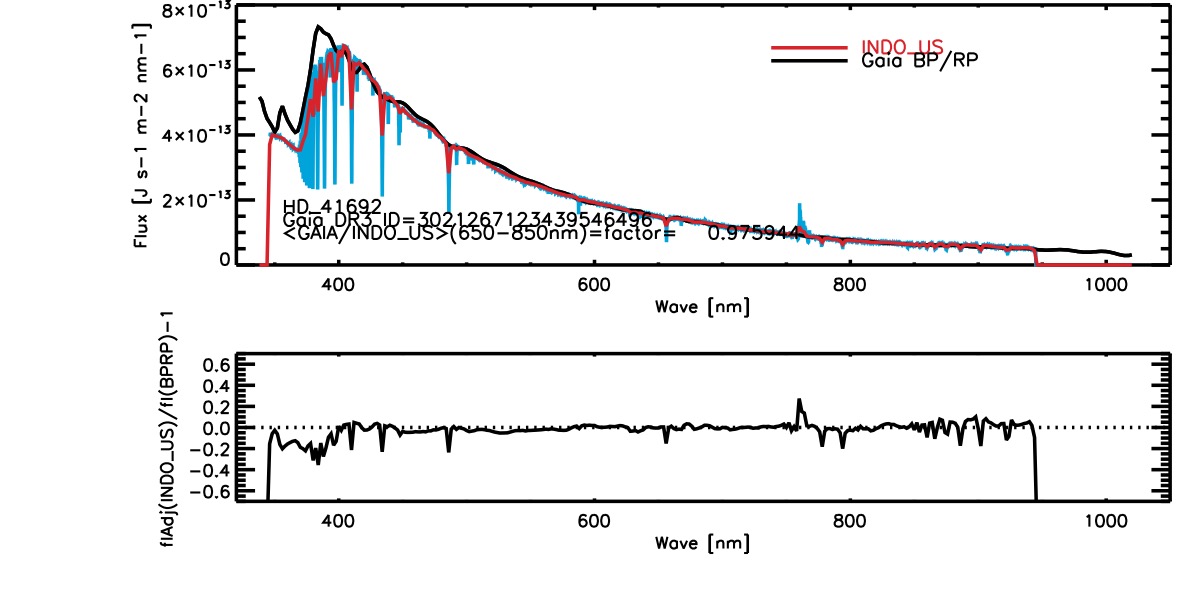 8×10−13
6×10−13
4×10−13
2×10−13
0
Flux [J s−1 m−2 nm−1]
INDO_US
Gaia BP/RP
HD_41692
Gaia DR3 ID=3021267123439546496
<GAIA/INDO_US>(650−850nm)=factor= 0.975944
400 600 800 1000
Wave [nm]
flAdj(INDO_US)/fl(BPRP)−1
0.6
0.4
0.2
0.0
−0.2
−0.4
−0.6
400 600 800 1000
Wave [nm]